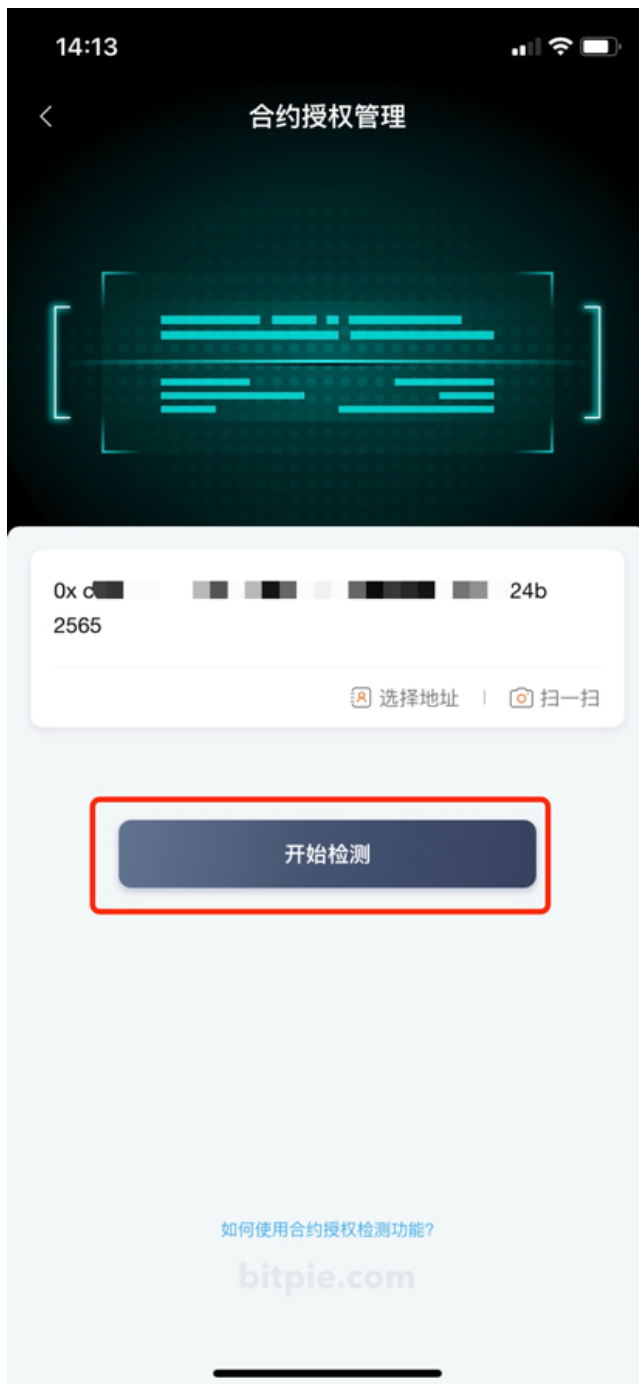 14:13
合约授权管理
0x c
24b
2565
选择地址
扫一扫
开始检测
如何使用合约授权检测功能?
bitpie.com